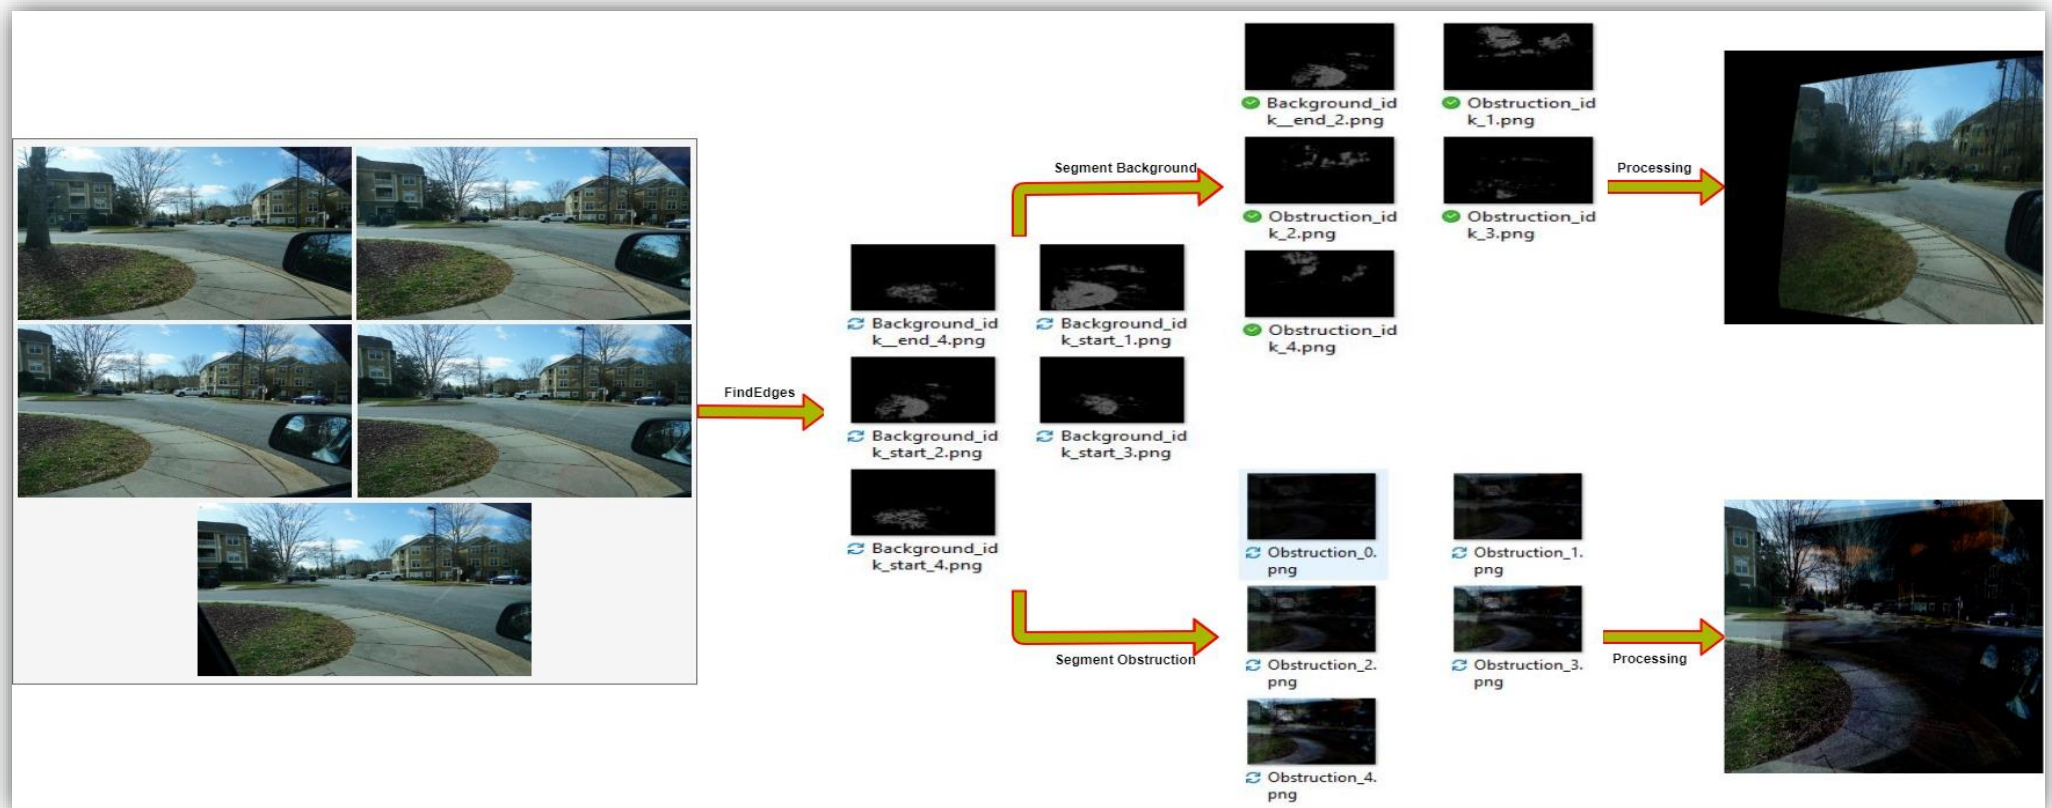 FindEdges
Background_id
k__end_4.png
Background_id
k_start_1.png
Background_id
k_start_2.png
Background_id
k_start_3.png
Background_id
k_start_4.png
Segment Background
Background_id
k__end_2.png
Obstruction_id
k_1.png
Obstruction_id
k_2.png
Obstruction_id
k_3.png
Obstruction_id
k_4.png
Processing
Segment Obstruction
Obstruction_0.
png
Obstruction_1.
png
Obstruction_2.
png
Obstruction_3.
png
Obstruction_4.
png
Processing